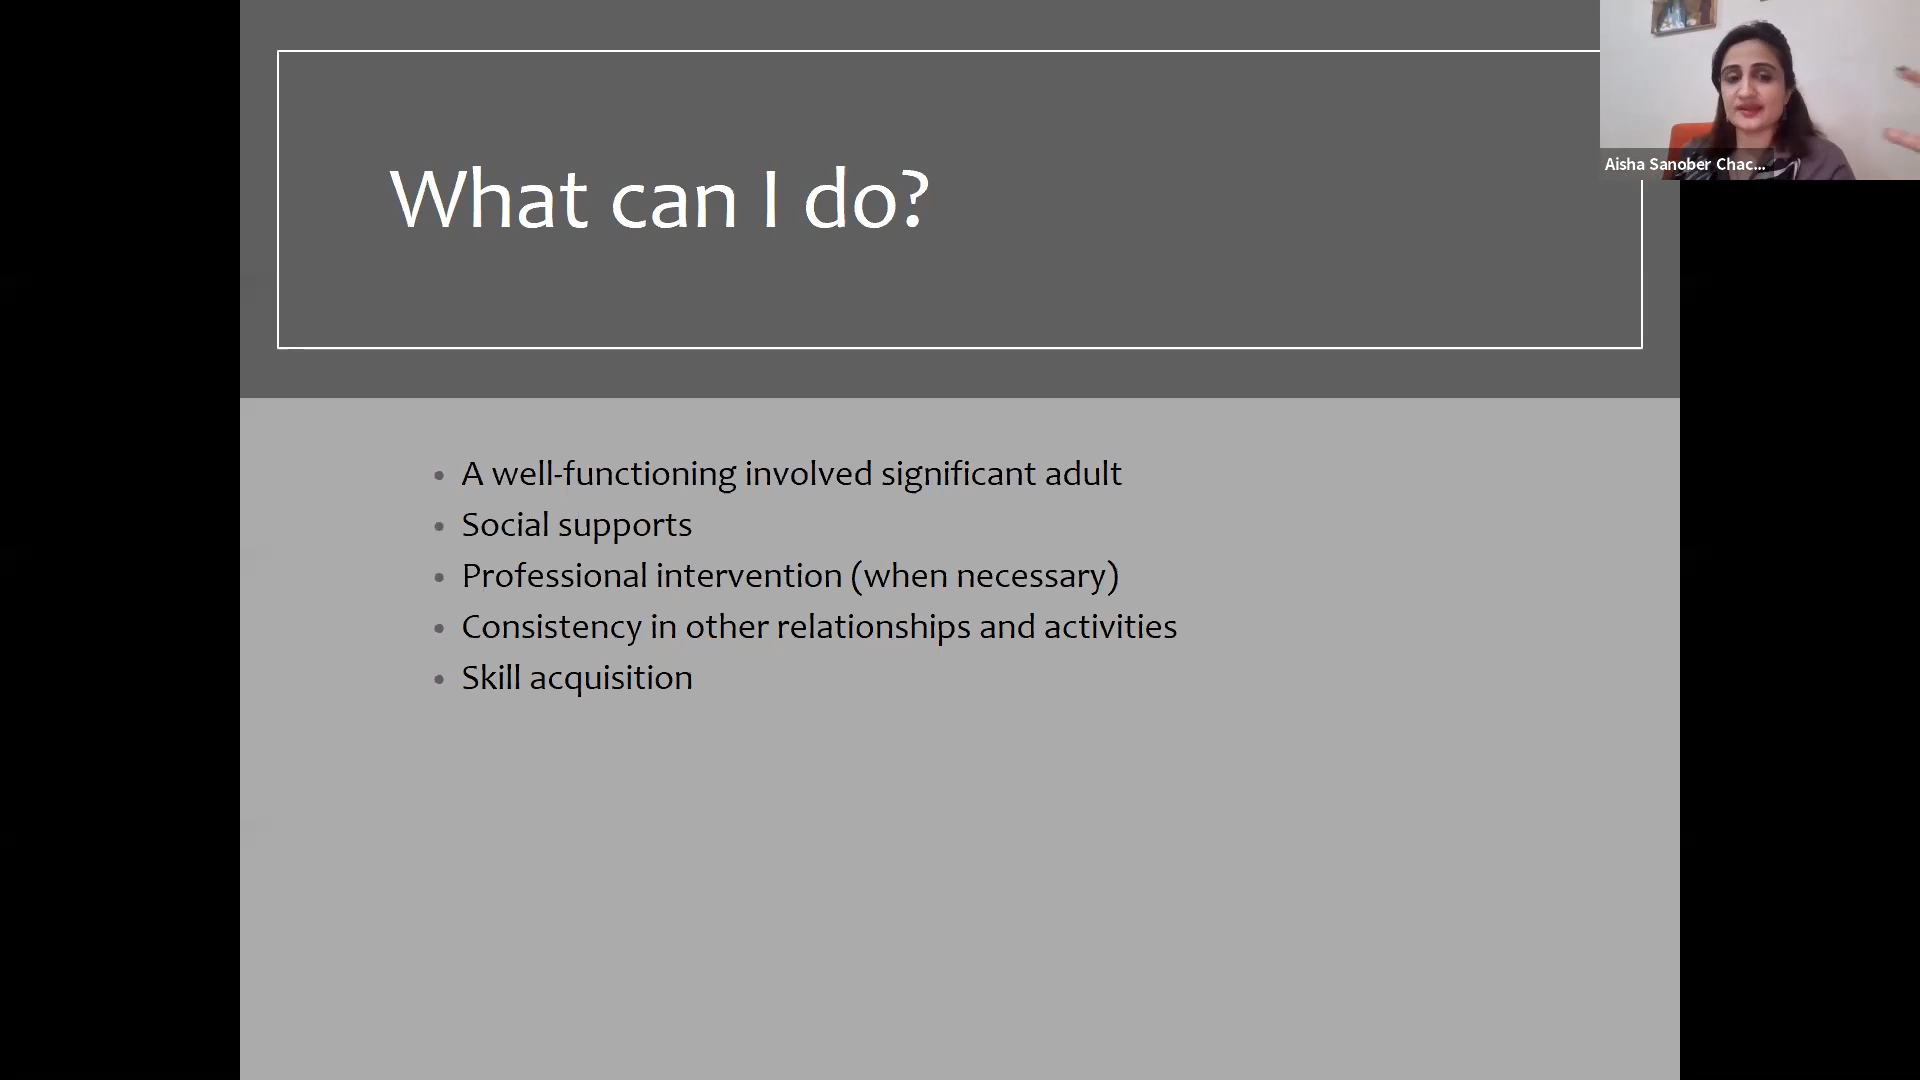 What can I do?
Aisha Sanober Chac...
• A well-functioning involved significant adult
• Social supports
• Professional intervention (when necessary)
• Consistency in other relationships and activities
• Skill acquisition